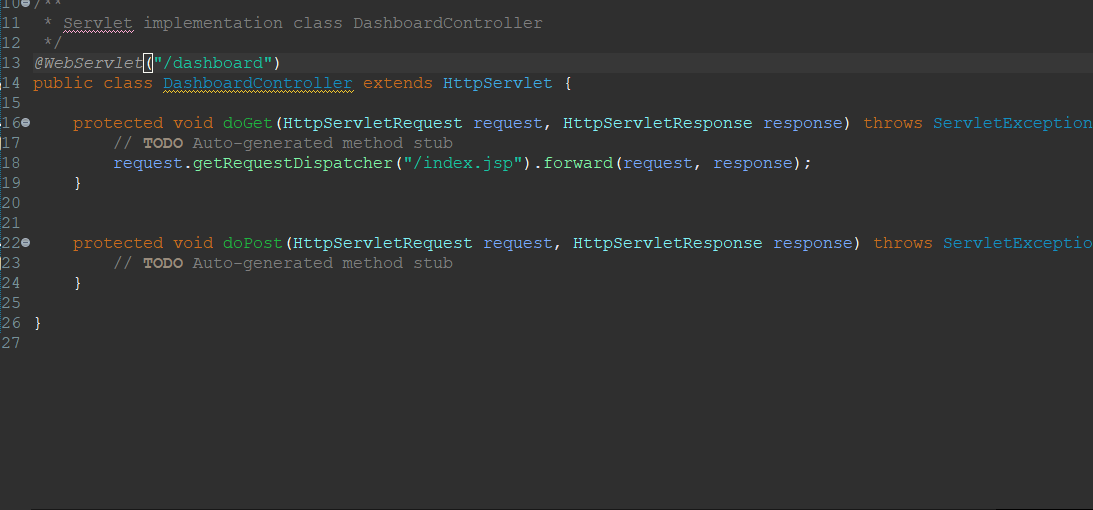 10 /**
11  * Servlet implementation class DashboardController
12  */
13 @WebServlet("/dashboard")
14 public class DashboardController extends HttpServlet {
15
16     protected void doGet(HttpServletRequest request, HttpServletResponse response) throws ServletException
17         // TODO Auto-generated method stub
18         request.getRequestDispatcher("/index.jsp").forward(request, response);
19     }
20
21
22     protected void doPost(HttpServletRequest request, HttpServletResponse response) throws ServletExceptio
23         // TODO Auto-generated method stub
24     }
25
26 }
27